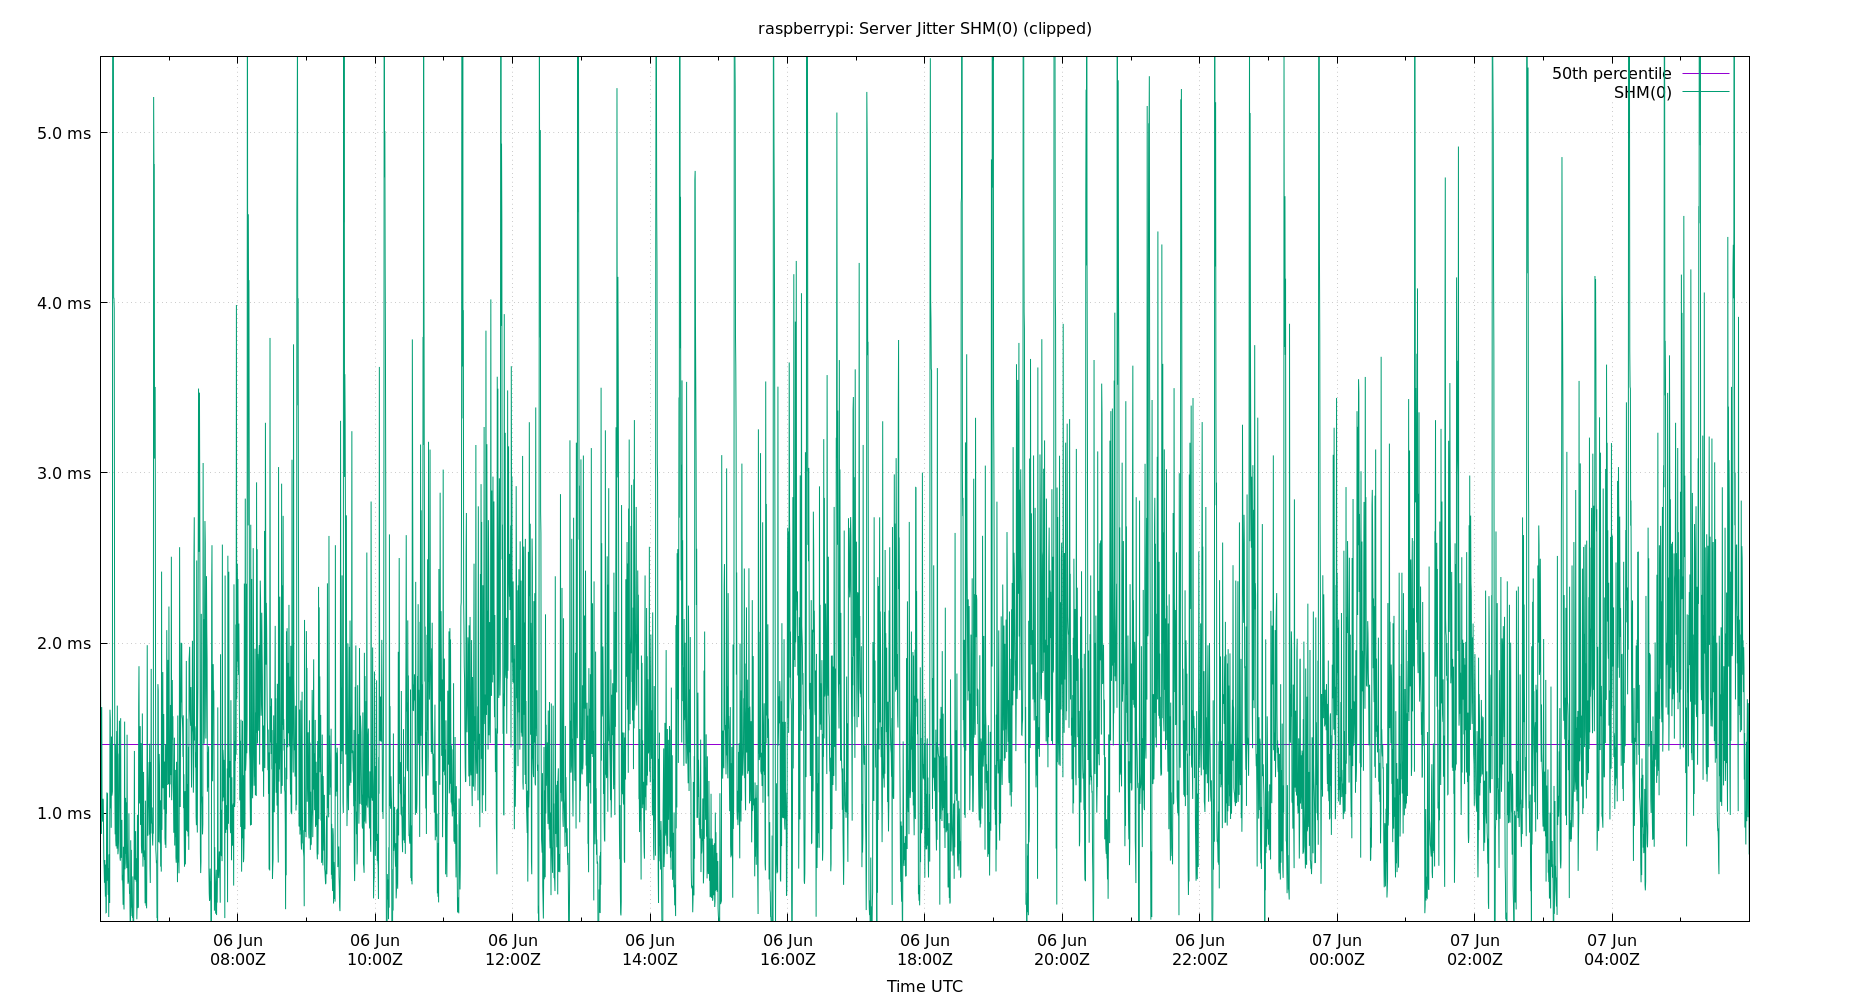 raspberrypi: Server Jitter SHM(0) (clipped)
50th percentile
SHM(0)
5.0 ms
4.0 ms
3.0 ms
2.0 ms
1.0 ms
06 Jun 06 Jun 06 Jun 06 Jun 06 Jun 06 Jun 06 Jun 06 Jun 07 Jun 07 Jun 07 Jun
08:00Z 10:00Z 12:00Z 14:00Z 16:00Z 18:00Z 20:00Z 22:00Z 00:00Z 02:00Z 04:00Z
Time UTC